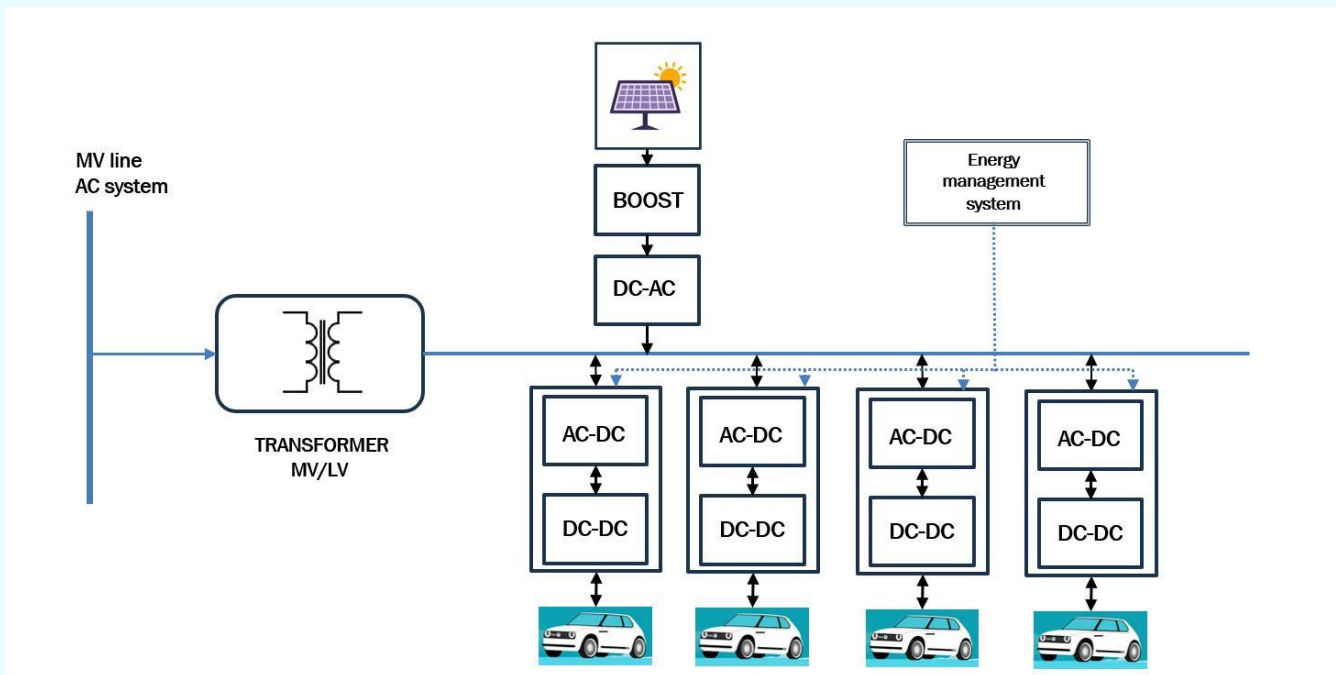 MV line
AC system
BOOST
DC-AC
Energy
management
system
TRANSFORMER
MV/LV
AC-DC
DC-DC
AC-DC
DC-DC
AC-DC
DC-DC
AC-DC
DC-DC